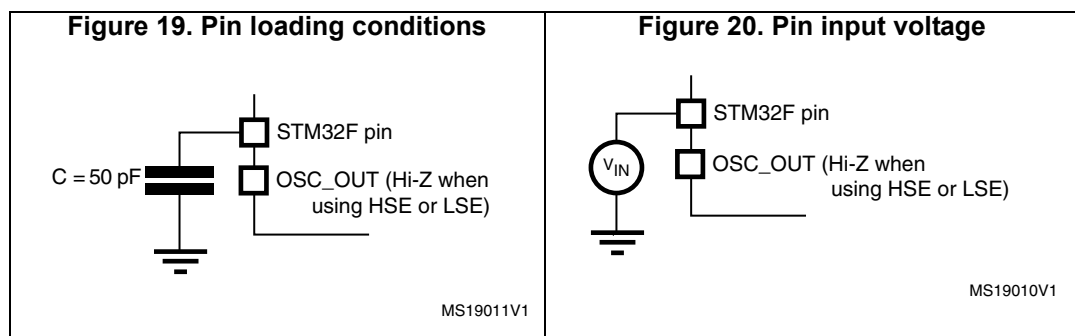 Figure 19. Pin loading conditions
STM32F pin
C = 50 pF
OSC_OUT (Hi-Z when
using HSE or LSE)
MS19011V1
Figure 20. Pin input voltage
STM32F pin
VIN
OSC_OUT (Hi-Z when
using HSE or LSE)
MS19010V1